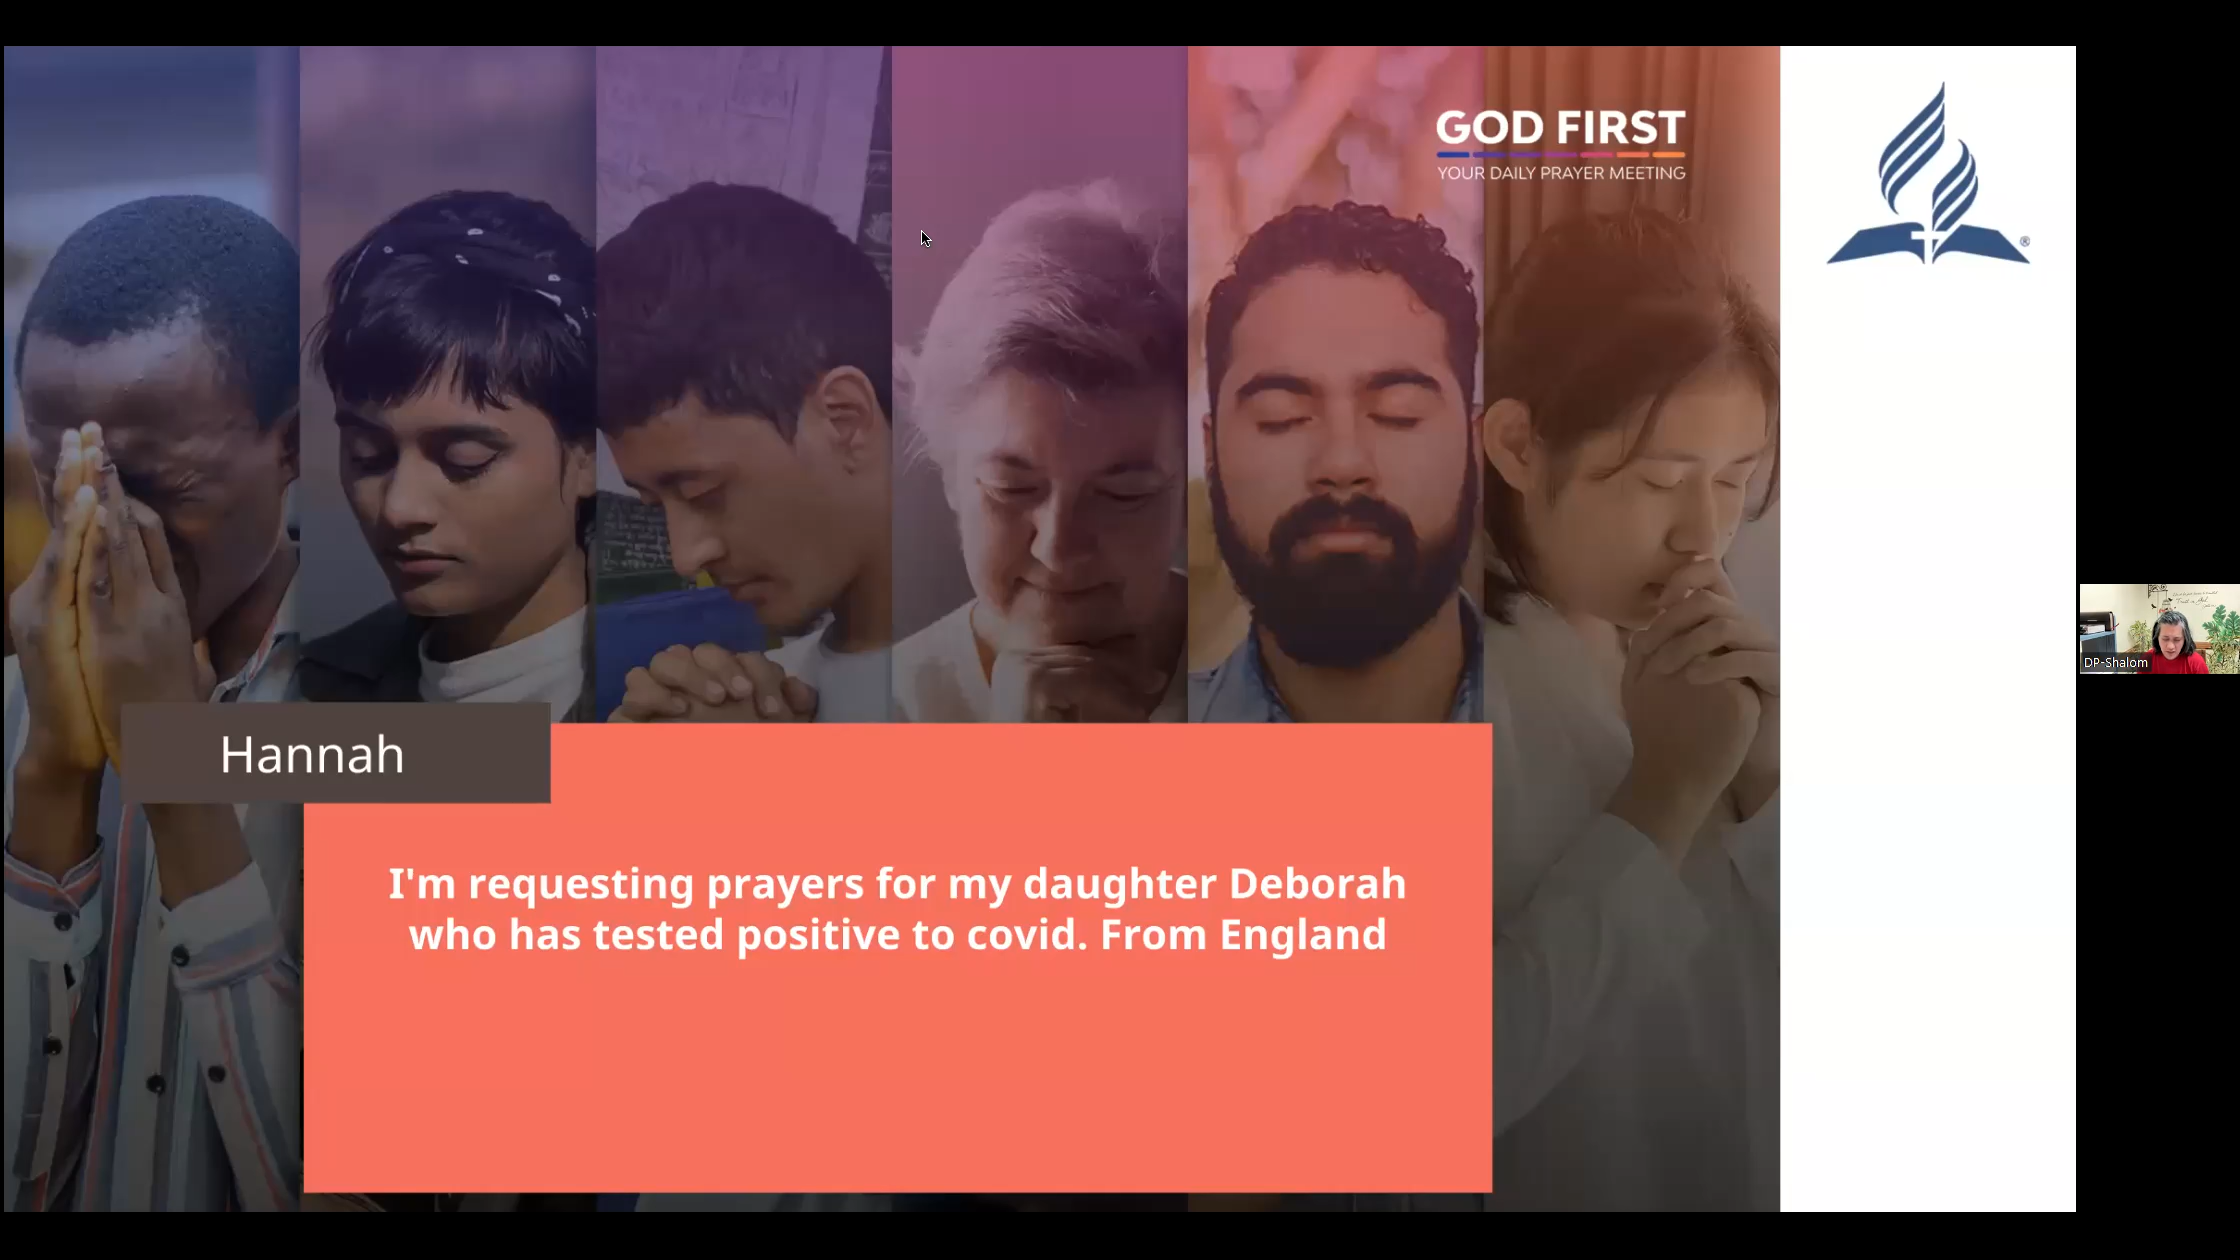 GOD FIRST
YOUR DAILY PRAYER MEETING
®
Hannah
I'm requesting prayers for my daughter Deborah
who has tested positive to covid. From England
DP-Shalom